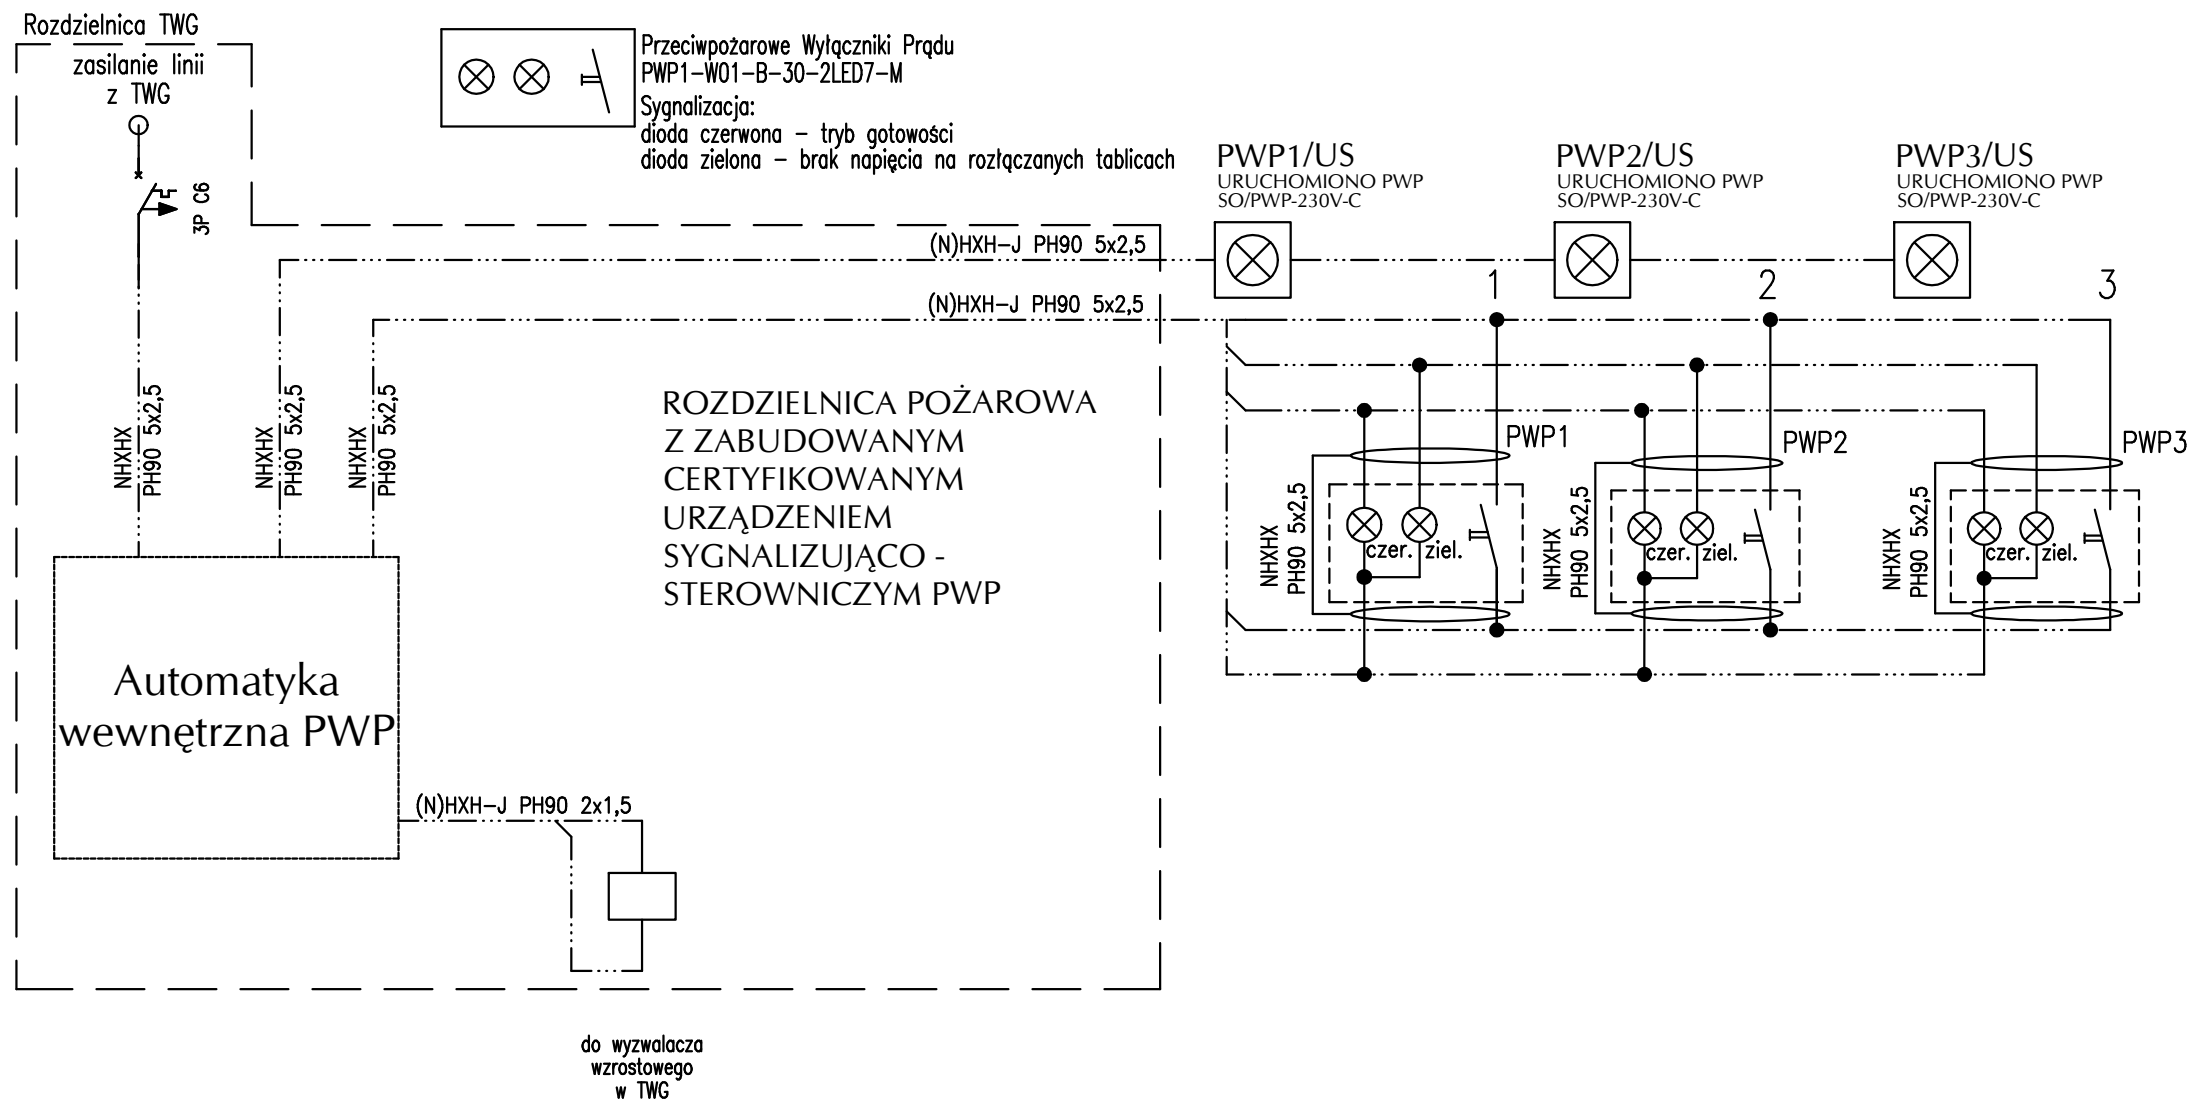 Rozdzielnica TWG
zasilanie linii
z TWG
3P C6
Przeciwpożarowe Wyłączniki Prądu
PWP1-W01-B-30-2LED7-M
Sygnalizacja:
dioda czerwona - tryb gotowości
dioda zielona - brak napięcia na rozłączanych tablicach
PWP1/US
URUCHOMIONO PWP
SO/PWP-230V-C
PWP2/US
URUCHOMIONO PWP
SO/PWP-230V-C
PWP3/US
URUCHOMIONO PWP
SO/PWP-230V-C
(N)HXH-J PH90 5x2,5
(N)HXH-J PH90 5x2,5
1
2
3
NHXHX
PH90 5x2,5
NHXHX
PH90 5x2,5
NHXHX
PH90 5x2,5
ROZDZIELNICA POŻAROWA
Z ZABUDOWANYM
CERTYFIKOWANYM
URZĄDZENIEM
SYGNALIZUJĄCO -
STEROWNICZYM PWP
PWP1
PWP2
PWP3
NHXHX
PH90 5x2,5
czer. ziel.
NHXHX
PH90 5x2,5
czer. ziel.
NHXHX
PH90 5x2,5
czer. ziel.
Automatyka
wewnętrzna PWP
(N)HXH-J PH90 2x1,5
do wyzwalacza
wzrostowego
w TWG